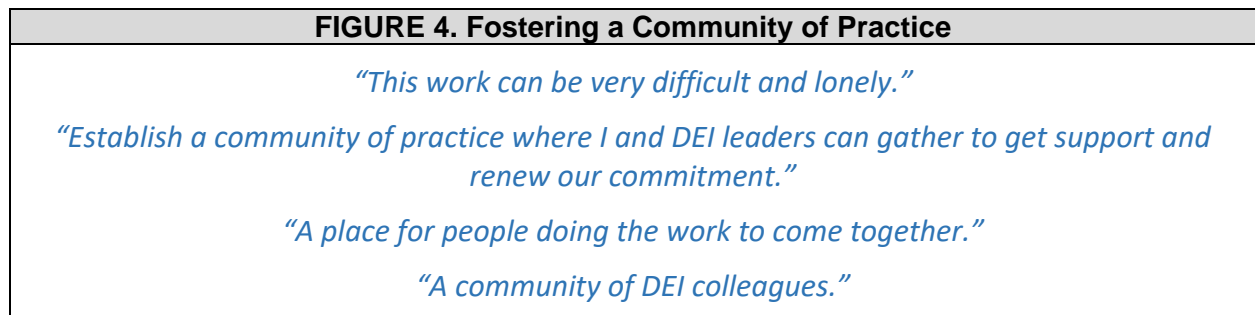 FIGURE 4. Fostering a Community of Practice
“This work can be very difficult and lonely.”
“Establish a community of practice where I and DEI leaders can gather to get support and
renew our commitment.”
“A place for people doing the work to come together.”
“A community of DEI colleagues.”